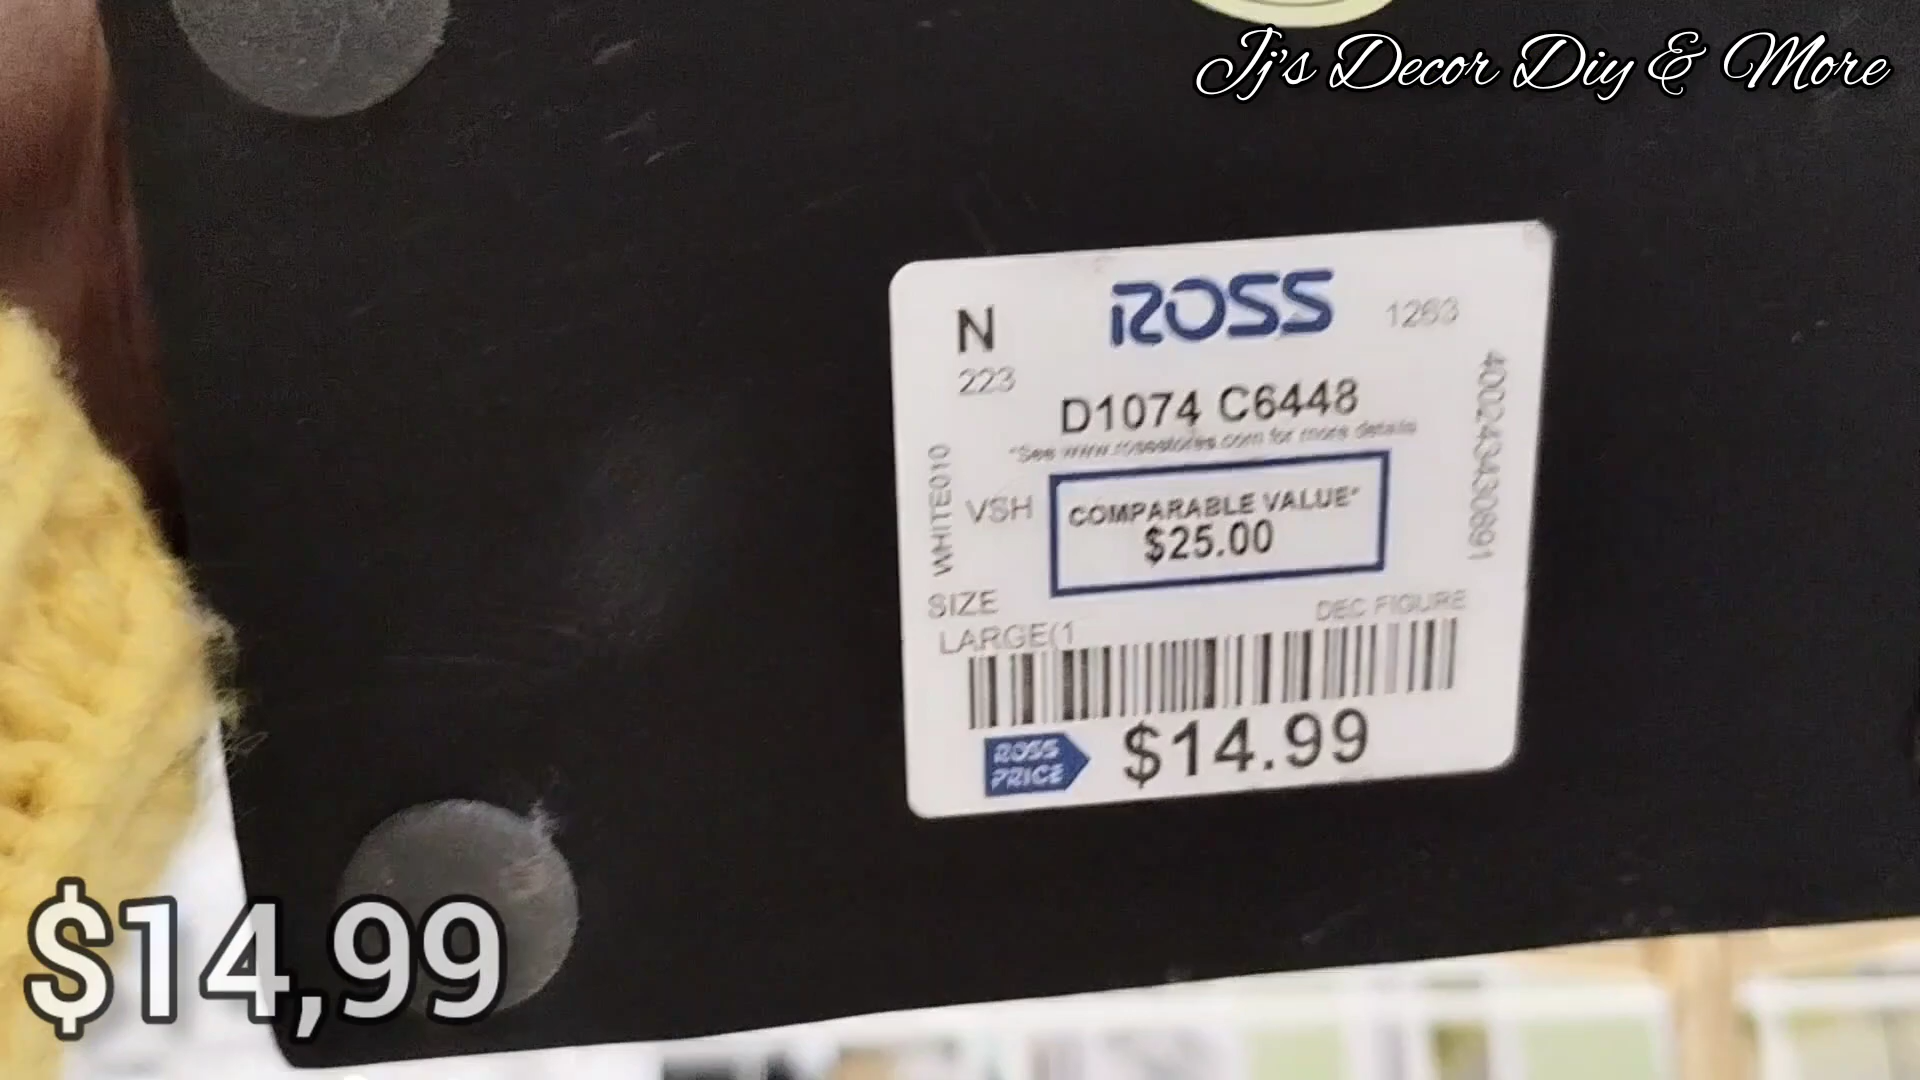 Jj's Decor Diy & More
N ROSS 1263
223
D1074 C6448
*See www.rossstores.com for more details
WHITE010
VSH
COMPARABLE VALUE*
$25.00
400243430891
SIZE
LARGE(1
DEC FIGURE
ROSS
PRICE
$14.99
$14,99